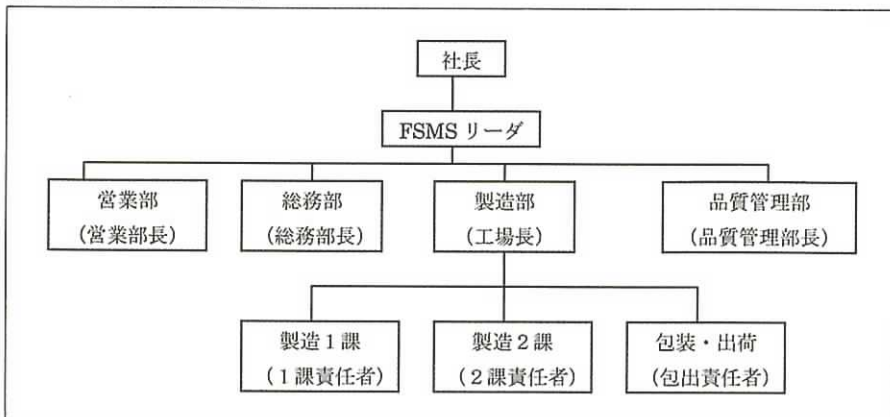 社長
FSMS リーダ
営業部
(営業部長)
総務部
(総務部長)
製造部
(工場長)
品質管理部
(品質管理部長)
製造1課
(1課責任者)
製造2課
(2課責任者)
包装・出荷
(包出責任者)